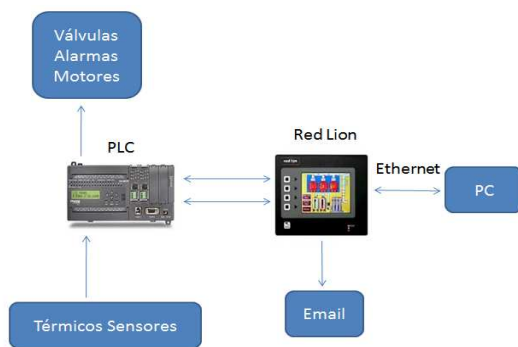 Válvulas
Alarmas
Motores
PLC
Red Lion
Ethernet
PC
Térmicos Sensores
Email